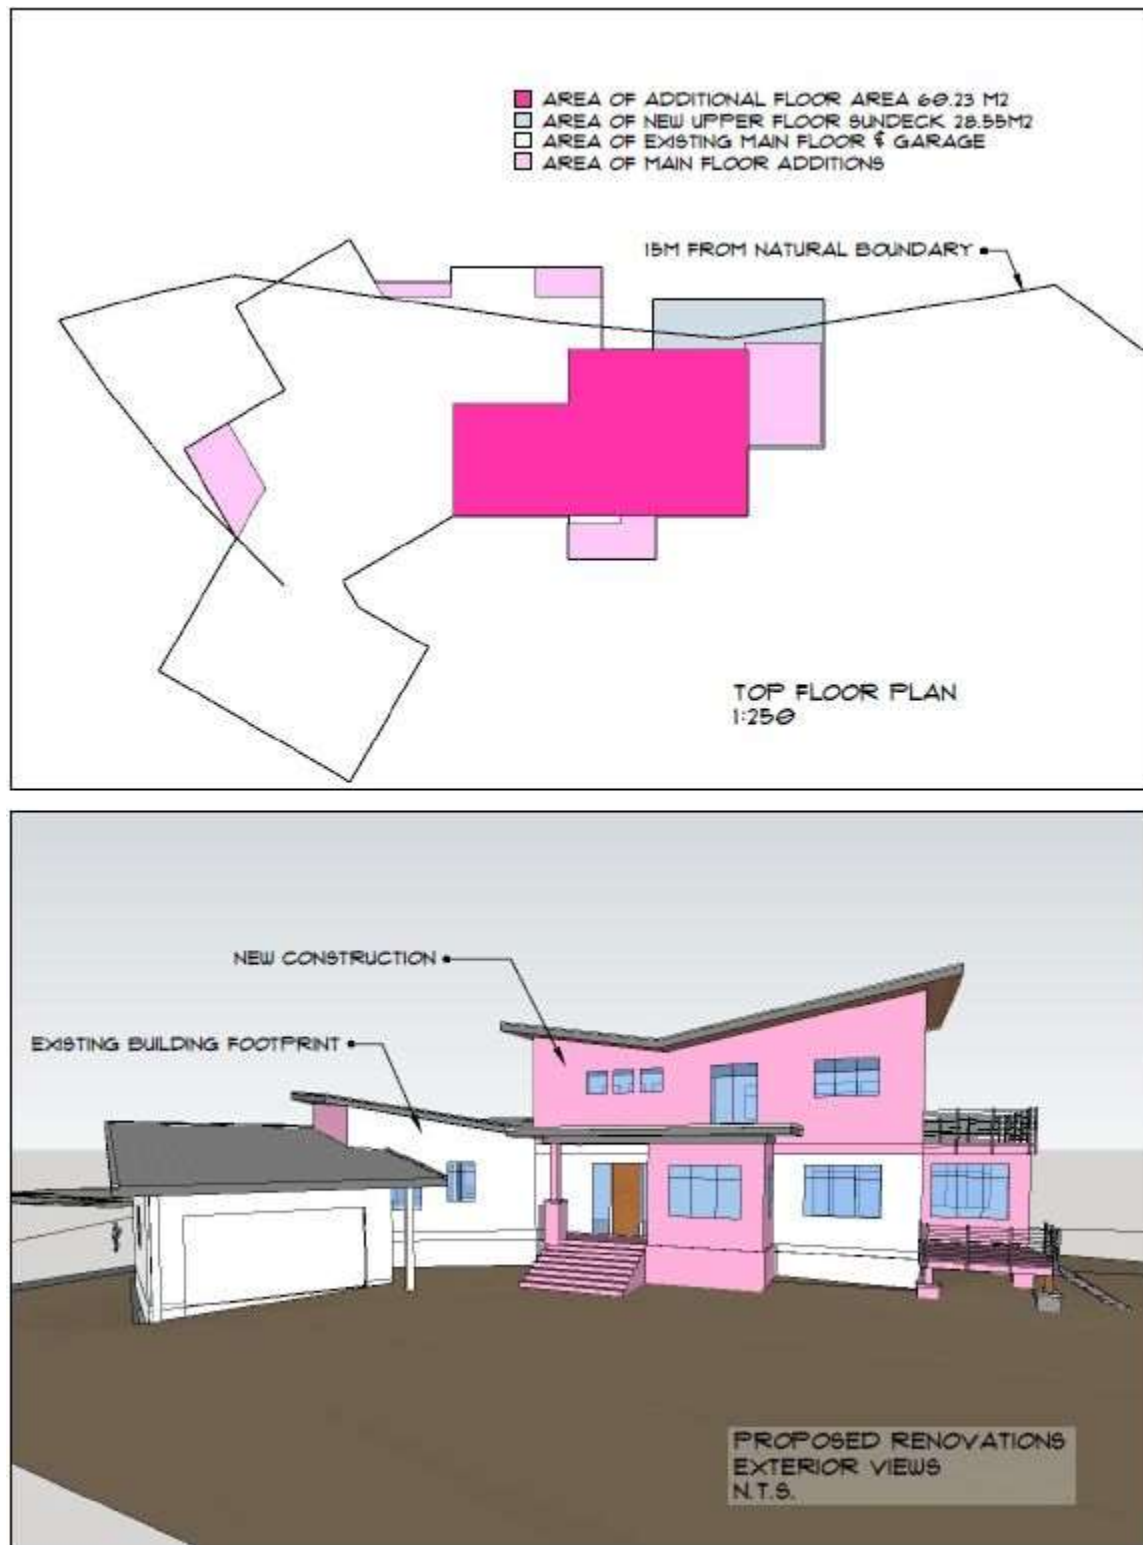 AREA OF ADDITIONAL FLOOR AREA 60.23 M2
AREA OF NEW UPPER FLOOR SUNDECK 28.55M2
AREA OF EXISTING MAIN FLOOR & GARAGE
AREA OF MAIN FLOOR ADDITIONS
15M FROM NATURAL BOUNDARY
TOP FLOOR PLAN
1:250
NEW CONSTRUCTION
EXISTING BUILDING FOOTPRINT
PROPOSED RENOVATIONS
EXTERIOR VIEWS
N.T.S.